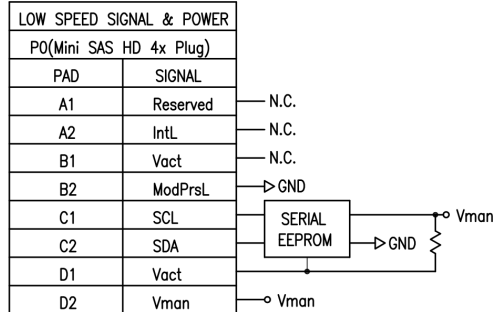 LOW SPEED SIGNAL & POWER
P0(Mini SAS HD 4x Plug)
PAD SIGNAL
A1 Reserved N.C.
A2 IntL N.C.
B1 Vact N.C.
B2 ModPrsL GND
C1 SCL SERIAL Vman
C2 SDA EEPROM GND
D1 Vact
D2 Vman Vman